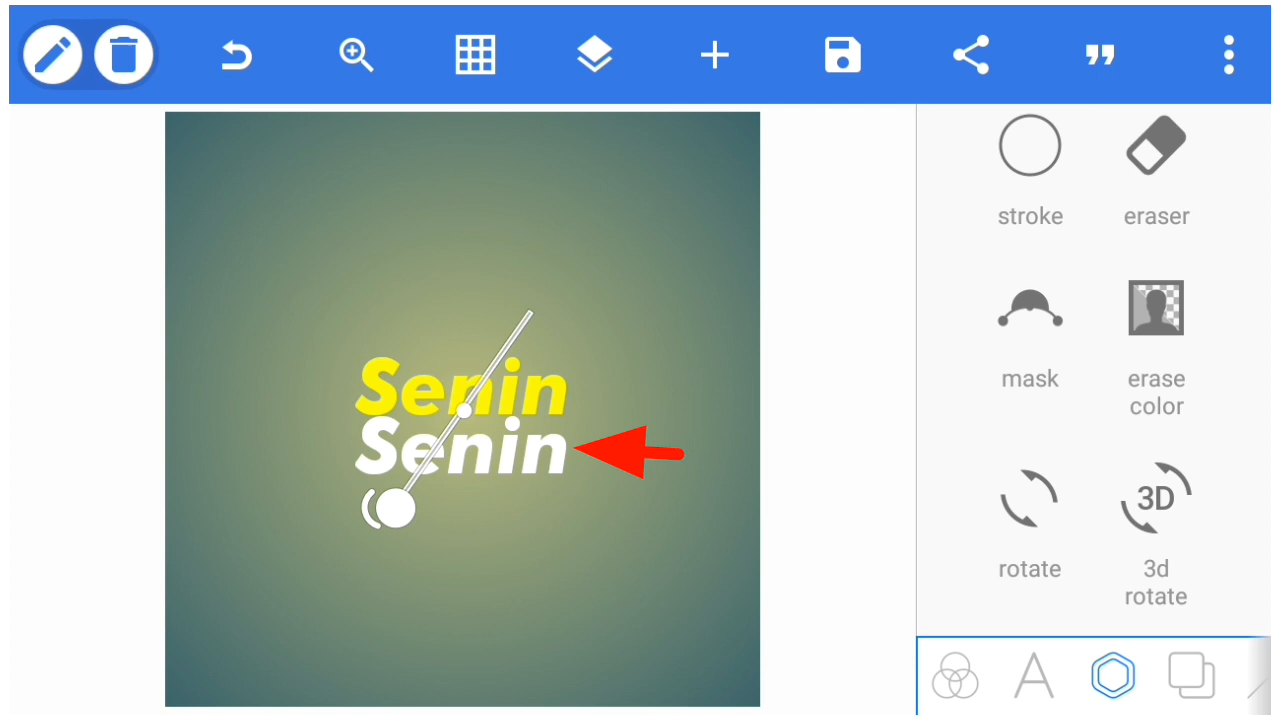 stroke
eraser
mask
erase
color
Senin
Senin
3D
rotate
3d
rotate
A